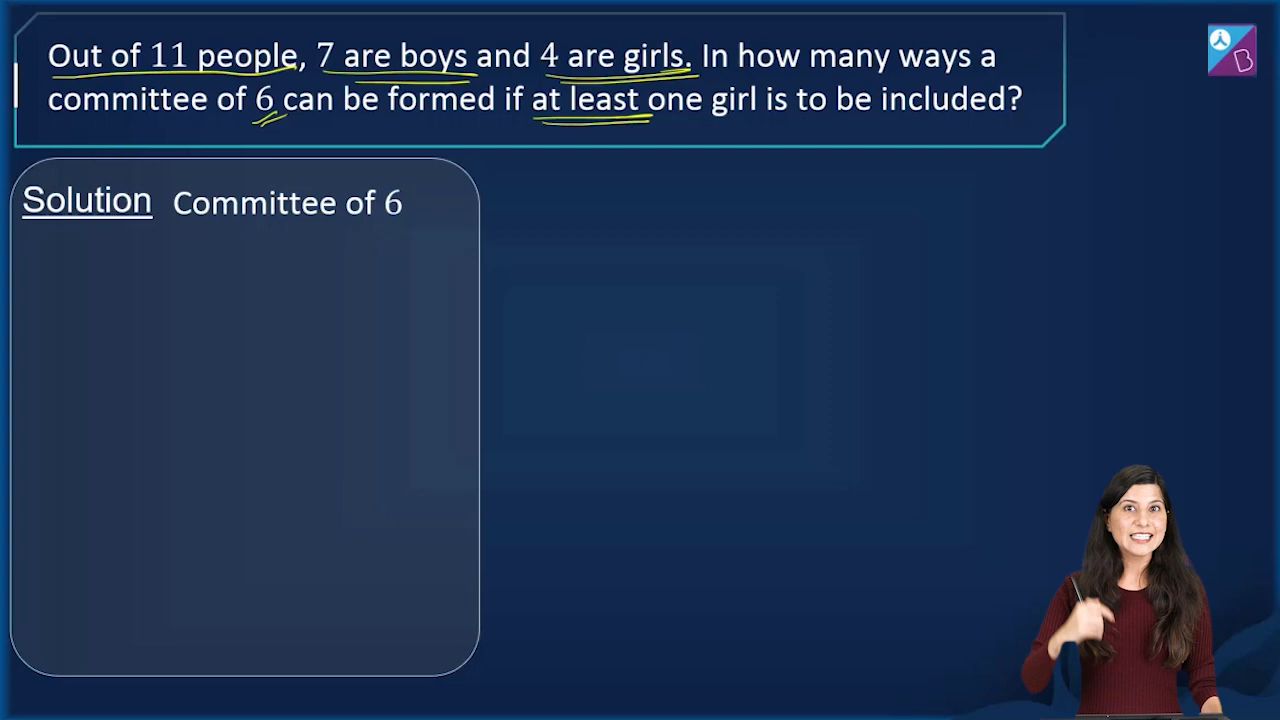 Out of 11 people, 7 are boys and 4 are girls. In how many ways a
committee of 6 can be formed if at least one girl is to be included?
Solution Committee of 6
B